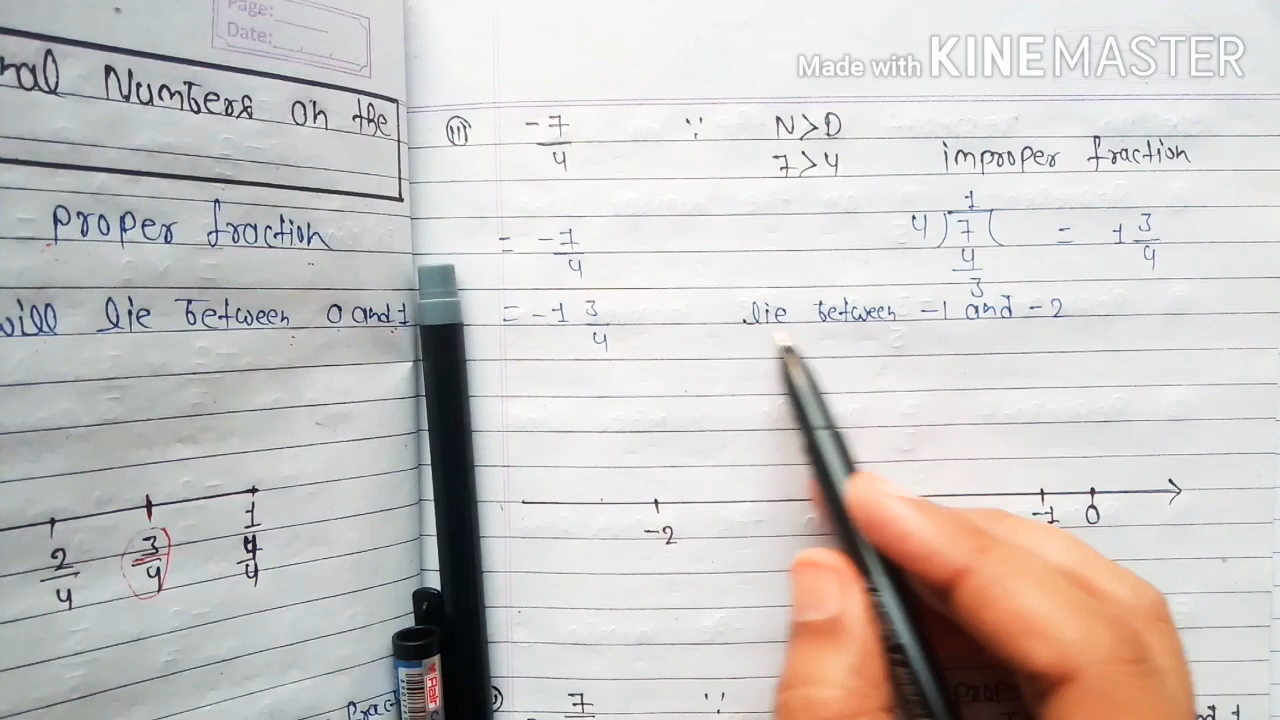 Made with KINEMASTER
Page:
Date:
Numbers on the
Proper fraction
will lie between 0 and 1
2/4 3/4 1
4/4
(ii) -7/4 ∵ N>D
7>4 improper fraction
= -7/4 4)7(1 = 1 3/4
4
3
= -1 3/4 lie between -1 and -2
-2 -1 0
7 ∵
Flair